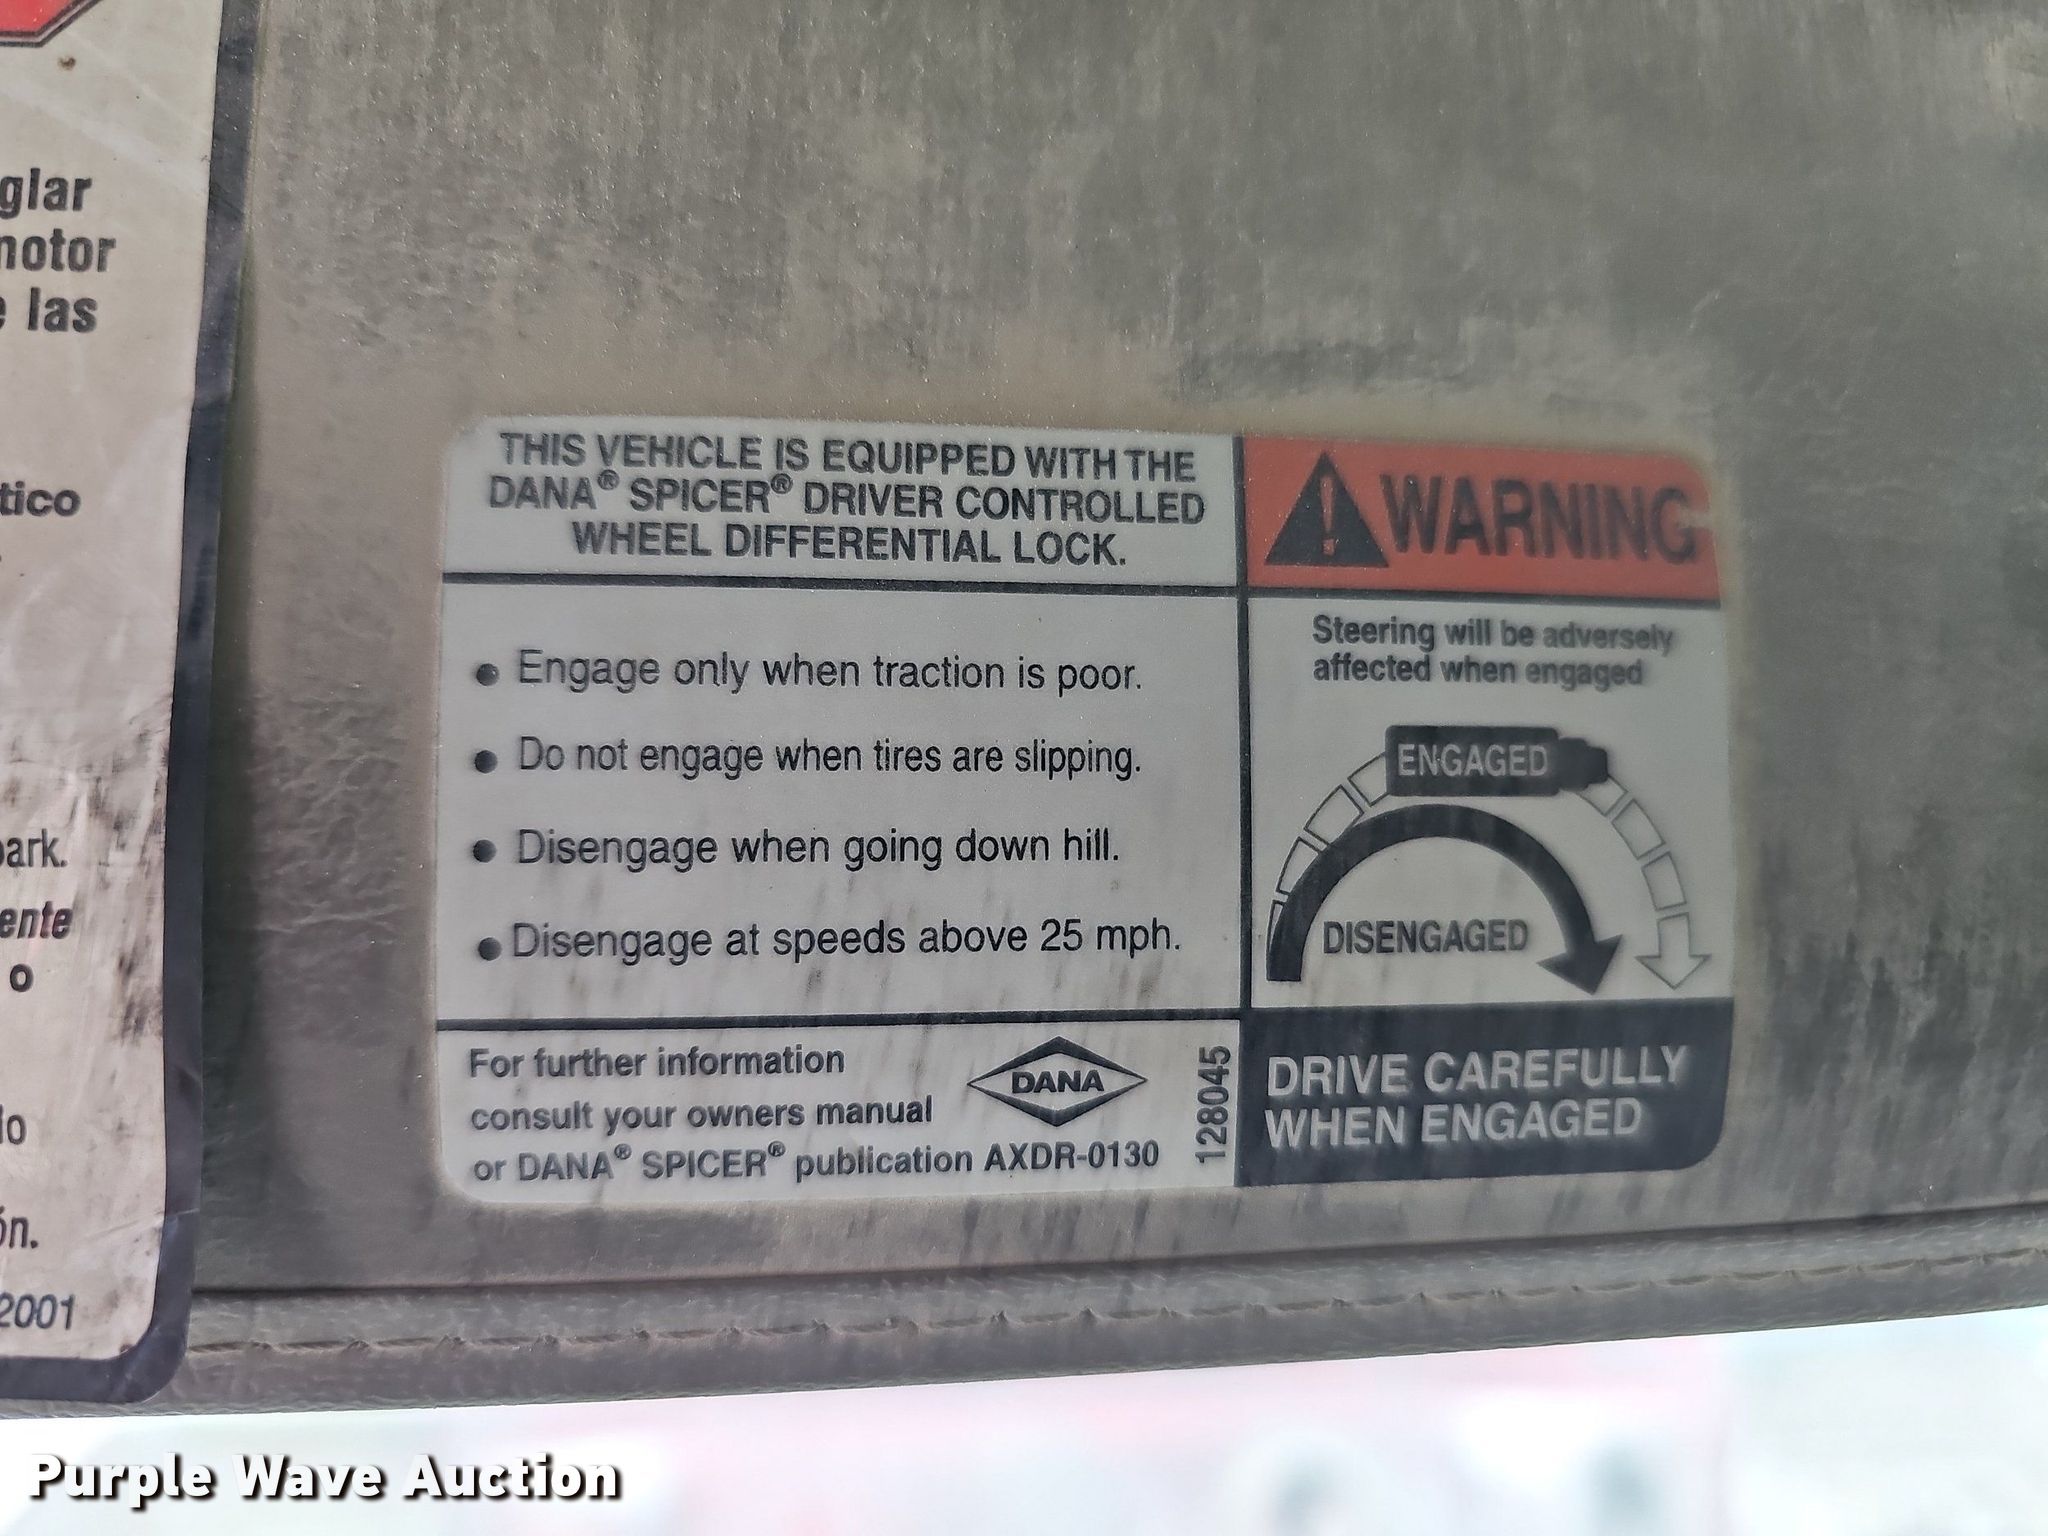 glar
motor
las
tico
park.
ente
o
2001
THIS VEHICLE IS EQUIPPED WITH THE
DANA® SPICER® DRIVER CONTROLLED
WHEEL DIFFERENTIAL LOCK.
• Engage only when traction is poor.
• Do not engage when tires are slipping.
• Disengage when going down hill.
• Disengage at speeds above 25 mph.
For further information
consult your owners manual
or DANA® SPICER® publication AXDR-0130
DANA
1280045
WARNING
Steering will be adversely
affected when engaged
ENGAGED
DISENGAGED
DRIVE CAREFULLY
WHEN ENGAGED
Purple Wave Auction